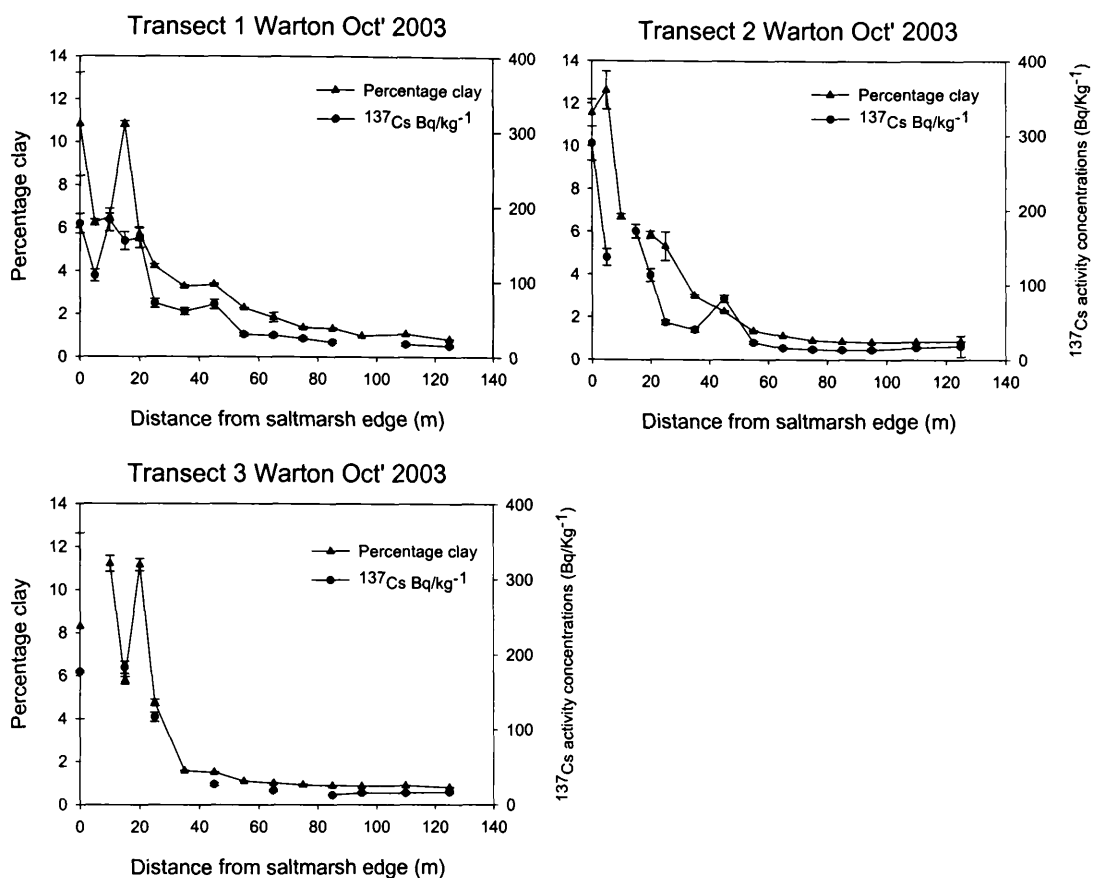 Transect 1 Warton Oct' 2003
14
12
10
8
6
4
2
0
Percentage clay
400
300
200
100
0
Percentage clay
137Cs Bq/kg-1
0 20 40 60 80 100 120 140
Distance from saltmarsh edge (m)
Transect 2 Warton Oct' 2003
14
12
10
8
6
4
2
0
400
300
200
100
0
137Cs activity concentrations (Bq/Kg-1)
Percentage clay
137Cs Bq/kg-1
0 20 40 60 80 100 120 140
Distance from saltmarsh edge (m)
Transect 3 Warton Oct' 2003
14
12
10
8
6
4
2
0
Percentage clay
400
300
200
100
0
137Cs activity concentrations (Bq/Kg-1)
Percentage clay
137Cs Bq/kg-1
0 20 40 60 80 100 120 140
Distance from saltmarsh edge (m)